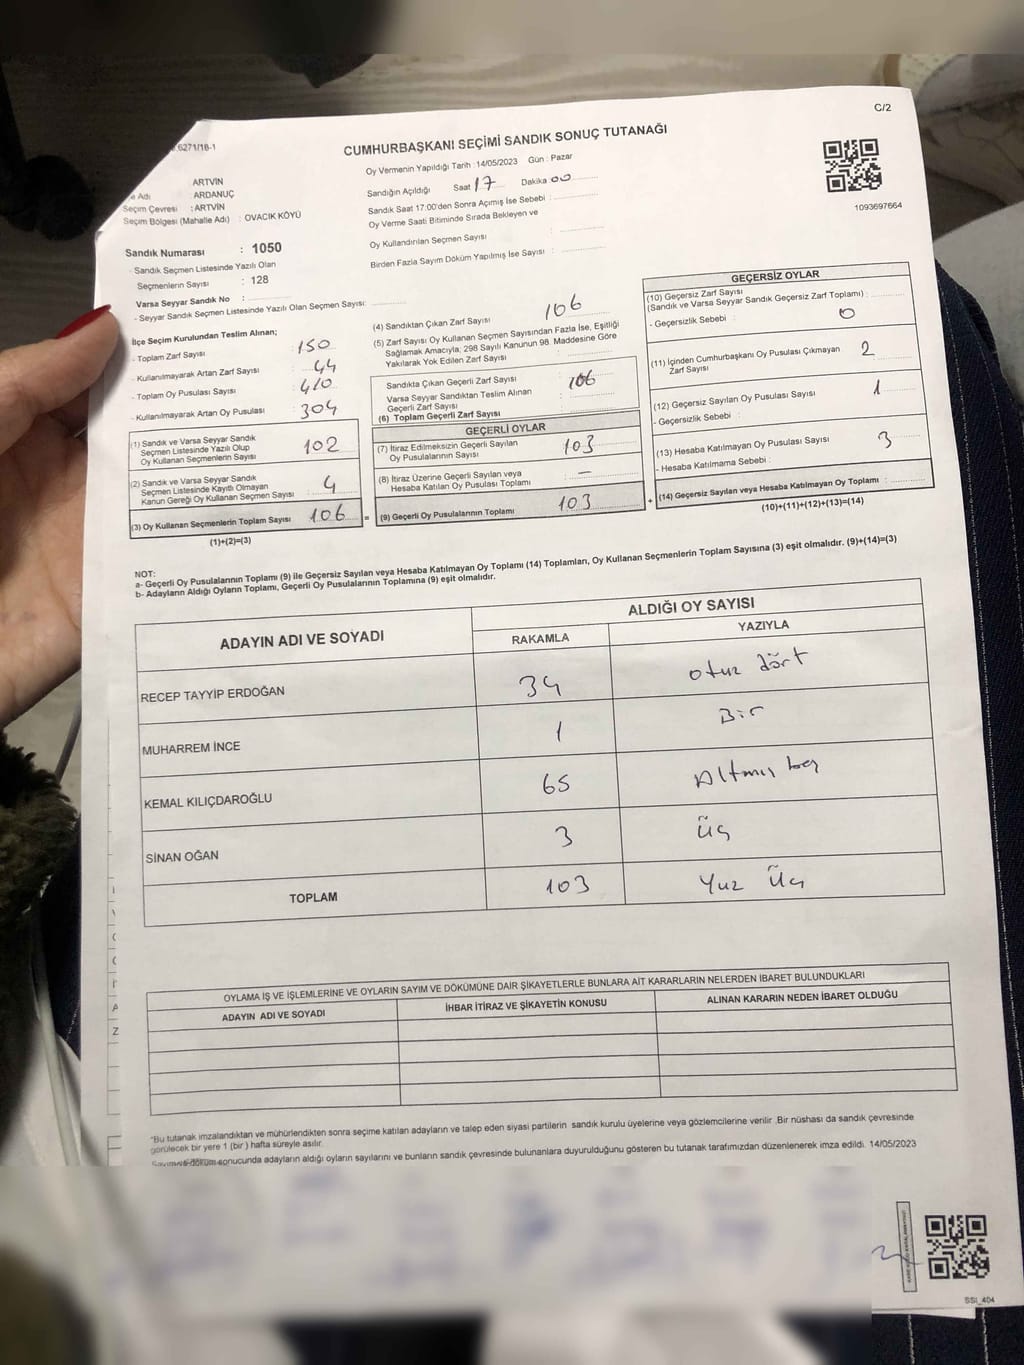 C/2
6271/18-1
CUMHURBAŞKANI SEÇİMİ SANDIK SONUÇ TUTANAĞI
Oy Vermenin Yapıldığı Tarih : 14/05/2023 Gün : Pazar
ARTVİN
Adı : ARDANUÇ
Seçim Çevresi : ARTVİN
Seçim Bölgesi (Mahalle Adı) : OVACIK KÖYÜ
Sandığın Açıldığı Saat 17 Dakika 00
Sandık Saat 17:00'den Sonra Açımış İse Sebebi :
Oy Verme Saati Bitiminde Sırada Bekleyen ve
Oy Kullandırılan Seçmen Sayısı :
Birden Fazla Sayım Döküm Yapılmış İse Sayısı :
1093697664
Sandık Numarası : 1050
- Sandık Seçmen Listesinde Yazılı Olan
Seçmenlerin Sayısı : 128
Varsa Seyyar Sandık No :
- Seyyar Sandık Seçmen Listesinde Yazılı Olan Seçmen Sayısı:
İlçe Seçim Kurulundan Teslim Alınan;
- Toplam Zarf Sayısı : 150
- Kullanılmayarak Artan Zarf Sayısı : 44
- Toplam Oy Pusulası Sayısı : 410
- Kullanılmayarak Artan Oy Pusulası : 304
(1) Sandık ve Varsa Seyyar Sandık
Seçmen Listesinde Yazılı Olup
Oy Kullanan Seçmenlerin Sayısı : 102
(2) Sandık ve Varsa Seyyar Sandık
Seçmen Listesinde Kayıtlı Olmayan
Kanun Gereği Oy Kullanan Seçmen Sayısı : 4
(3) Oy Kullanan Seçmenlerin Toplam Sayısı : 106 =
(1)+(2)=(3)
(4) Sandıktan Çıkan Zarf Sayısı : 106
(5) Zarf Sayısı Oy Kullanan Seçmen Sayısından Fazla İse, Eşitliği
Sağlamak Amacıyla; 298 Sayılı Kanunun 98. Maddesine Göre
Yakılarak Yok Edilen Zarf Sayısı :
Sandıkta Çıkan Geçerli Zarf Sayısı : 106
Varsa Seyyar Sandıktan Teslim Alınan
Geçerli Zarf Sayısı :
(6) Toplam Geçerli Zarf Sayısı :
GEÇERLİ OYLAR
(7) İtiraz Edilmeksizin Geçerli Sayılan
Oy Pusulalarının Sayısı : 103
(8) İtiraz Üzerine Geçerli Sayılan veya
Hesaba Katılan Oy Pusulası Toplamı : –
(9) Geçerli Oy Pusulalarının Toplamı : 103 +
GEÇERSİZ OYLAR
(10) Geçersiz Zarf Sayısı
(Sandık ve Varsa Seyyar Sandık Geçersiz Zarf Toplamı) : 0
- Geçersizlik Sebebi :
(11) İçinden Cumhurbaşkanı Oy Pusulası Çıkmayan
Zarf Sayısı : 2
(12) Geçersiz Sayılan Oy Pusulası Sayısı : 1
- Geçersizlik Sebebi :
(13) Hesaba Katılmayan Oy Pusulası Sayısı : 3
- Hesaba Katılmama Sebebi :
(14) Geçersiz Sayılan veya Hesaba Katılmayan Oy Toplamı :
(10)+(11)+(12)+(13)=(14)
NOT:
a- Geçerli Oy Pusulalarının Toplamı (9) ile Geçersiz Sayılan veya Hesaba Katılmayan Oy Toplamı (14) Toplamları, Oy Kullanan Seçmenlerin Toplam Sayısına (3) eşit olmalıdır. (9)+(14)=(3)
b- Adayların Aldığı Oyların Toplamı, Geçerli Oy Pusulalarının Toplamına (9) eşit olmalıdır.
ADAYIN ADI VE SOYADI ALDIĞI OY SAYISI
RAKAMLA YAZIYLA
RECEP TAYYİP ERDOĞAN 34 otuz dört
MUHARREM İNCE 1 Bir
KEMAL KILIÇDAROĞLU 65 Altmış beş
SİNAN OĞAN 3 Üç
TOPLAM 103 Yuz Üç
OYLAMA İŞ VE İŞLEMLERİNE VE OYLARIN SAYIM VE DÖKÜMÜNE DAİR ŞİKAYETLERLE BUNLARA AİT KARARLARIN NELERDEN İBARET BULUNDUKLARI
ADAYIN ADI VE SOYADI İHBAR İTİRAZ VE ŞİKAYETİN KONUSU ALINAN KARARIN NEDEN İBARET OLDUĞU
*Bu tutanak imzalandıktan ve mühürlendikten sonra seçime katılan adayların ve talep eden siyasi partilerin sandık kurulu üyelerine veya gözlemcilerine verilir .Bir nüshası da sandık çevresinde
görülecek bir yere 1 (bir) hafta süreyle asılır.
Sayım ve döküm sonucunda adayların aldığı oyların sayılarını ve bunların sandık çevresinde bulunanlara duyurulduğunu gösteren bu tutanak tarafımızdan düzenlenerek imza edildi. 14/05/2023
SSI_404